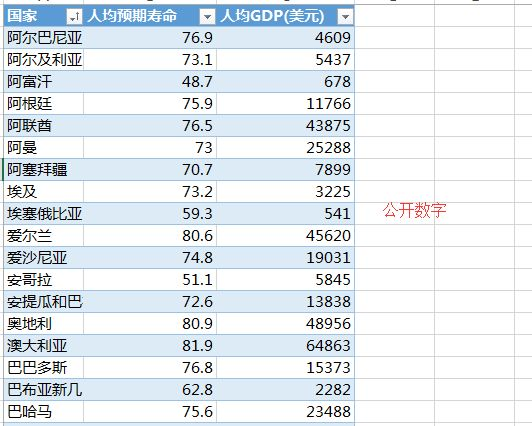 国家 人均预期寿命 人均GDP(美元)
阿尔巴尼亚 76.9 4609
阿尔及利亚 73.1 5437
阿富汗 48.7 678
阿根廷 75.9 11766
阿联酋 76.5 43875
阿曼 73 25288
阿塞拜疆 70.7 7899
埃及 73.2 3225
埃塞俄比亚 59.3 541
公开数字
爱尔兰 80.6 45620
爱沙尼亚 74.8 19031
安哥拉 51.1 5845
安提瓜和巴 72.6 13838
奥地利 80.9 48956
澳大利亚 81.9 64863
巴巴多斯 76.8 15373
巴布亚新几 62.8 2282
巴哈马 75.6 23488